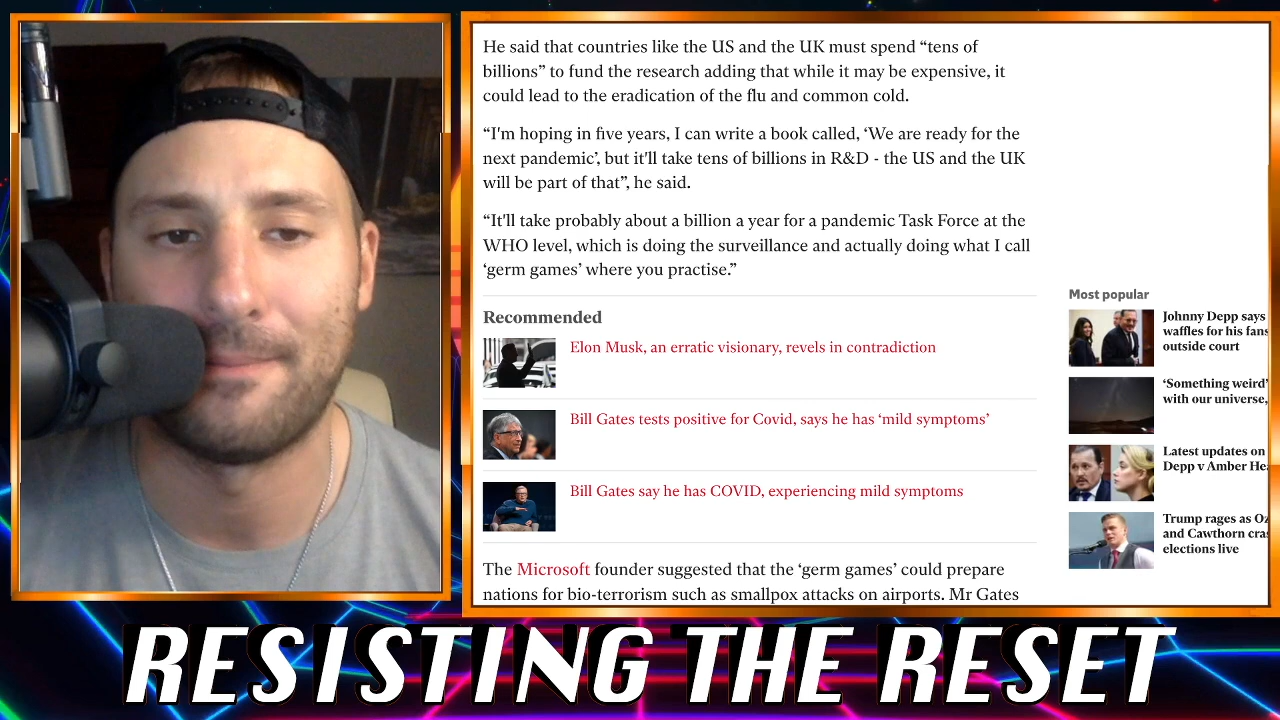 He said that countries like the US and the UK must spend “tens of
billions” to fund the research adding that while it may be expensive, it
could lead to the eradication of the flu and common cold.
“I'm hoping in five years, I can write a book called, ‘We are ready for the
next pandemic’, but it'll take tens of billions in R&D - the US and the UK
will be part of that”, he said.
“It'll take probably about a billion a year for a pandemic Task Force at the
WHO level, which is doing the surveillance and actually doing what I call
‘germ games’ where you practise.”
Recommended
Elon Musk, an erratic visionary, revels in contradiction
Bill Gates tests positive for Covid, says he has ‘mild symptoms’
Bill Gates say he has COVID, experiencing mild symptoms
The Microsoft founder suggested that the ‘germ games’ could prepare
nations for bio-terrorism such as smallpox attacks on airports. Mr Gates
Most popular
Johnny Depp says
waffles for his fans
outside court
‘Something weird’
with our universe,
Latest updates on
Depp v Amber
Trump rages as
and Cawthorn
elections live
RESISTING THE RESET